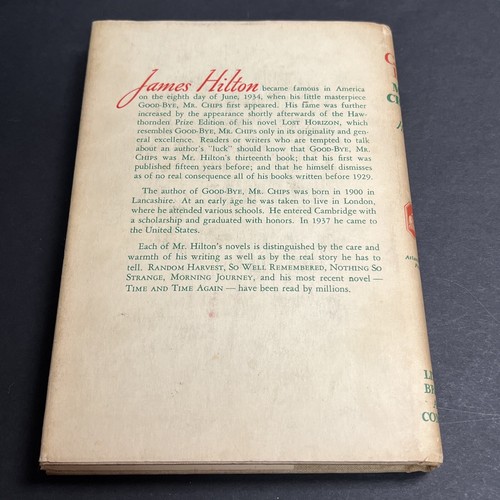 James Hilton became famous in America
on the eighth day of June, 1934, when his little masterpiece
GOOD-BYE, MR. CHIPS first appeared. His fame was further
increased by the appearance shortly afterwards of the Haw-
thornden Prize Edition of his novel LOST HORIZON, which
resembles GOOD-BYE, MR. CHIPS only in its originality and gen-
eral excellence. Readers or writers who are tempted to talk
about an author's "luck" should know that GOOD-BYE, MR.
CHIPS was Mr. Hilton's thirteenth book; that his first was
published fifteen years before; and that he himself dismisses
as of no real consequence all of his books written before 1929.
The author of GOOD-BYE, MR. CHIPS was born in 1900 in
Lancashire. At an early age he was taken to live in London,
where he attended various schools. He entered Cambridge with
a scholarship and graduated with honors. In 1937 he came to
the United States.
Each of Mr. Hilton's novels is distinguished by the care and
warmth of his writing as well as by the real story he has to
tell. RANDOM HARVEST, SO WELL REMEMBERED, NOTHING SO
STRANGE, MORNING JOURNEY, and his most recent novel —
TIME AND TIME AGAIN — have been read by millions.